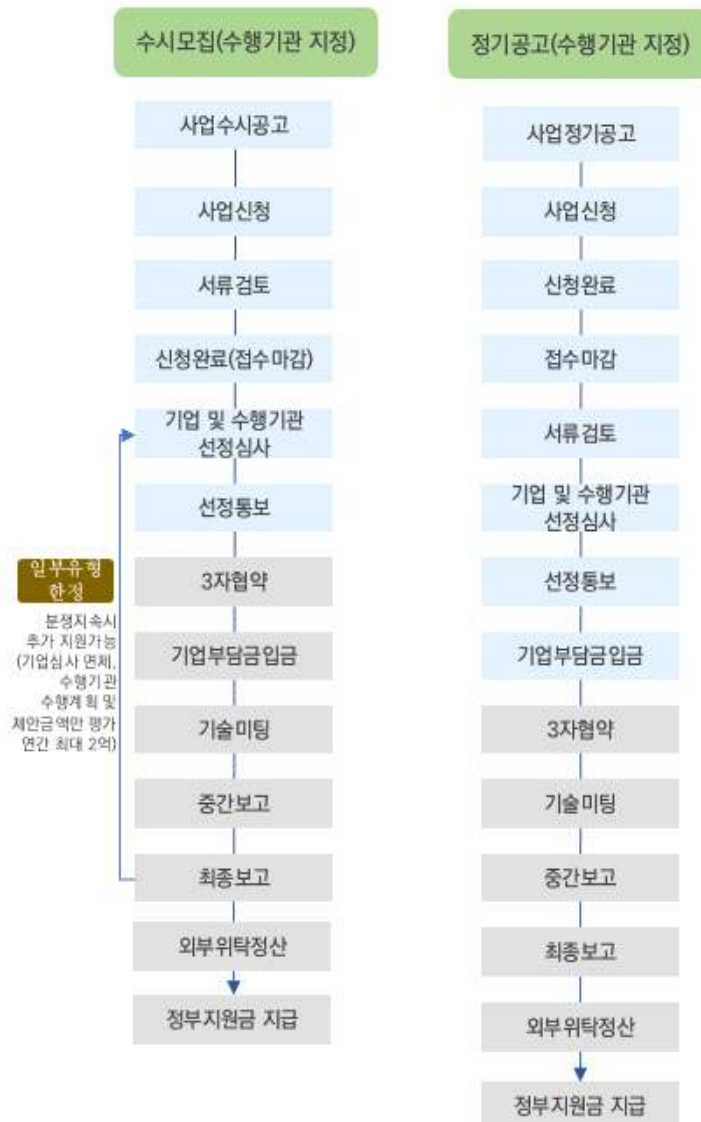 수시모집(수행기관 지정)
사업수시공고
사업신청
서류검토
신청완료(접수마감)
기업 및 수행기관
선정심사
선정통보
3자협약
기업부담금입금
기술미팅
중간보고
최종보고
외부위탁정산
정부지원금 지급
일부유형
한정
분쟁지속시
추가 지원가능
(기업심사 면제,
수행기관
수행계획 및
제안금액만 평가
연간 최대 2억)
정기공고(수행기관 지정)
사업정기공고
사업신청
신청완료
접수마감
서류검토
기업 및 수행기관
선정심사
선정통보
기업부담금입금
3자협약
기술미팅
중간보고
최종보고
외부위탁정산
정부지원금 지급